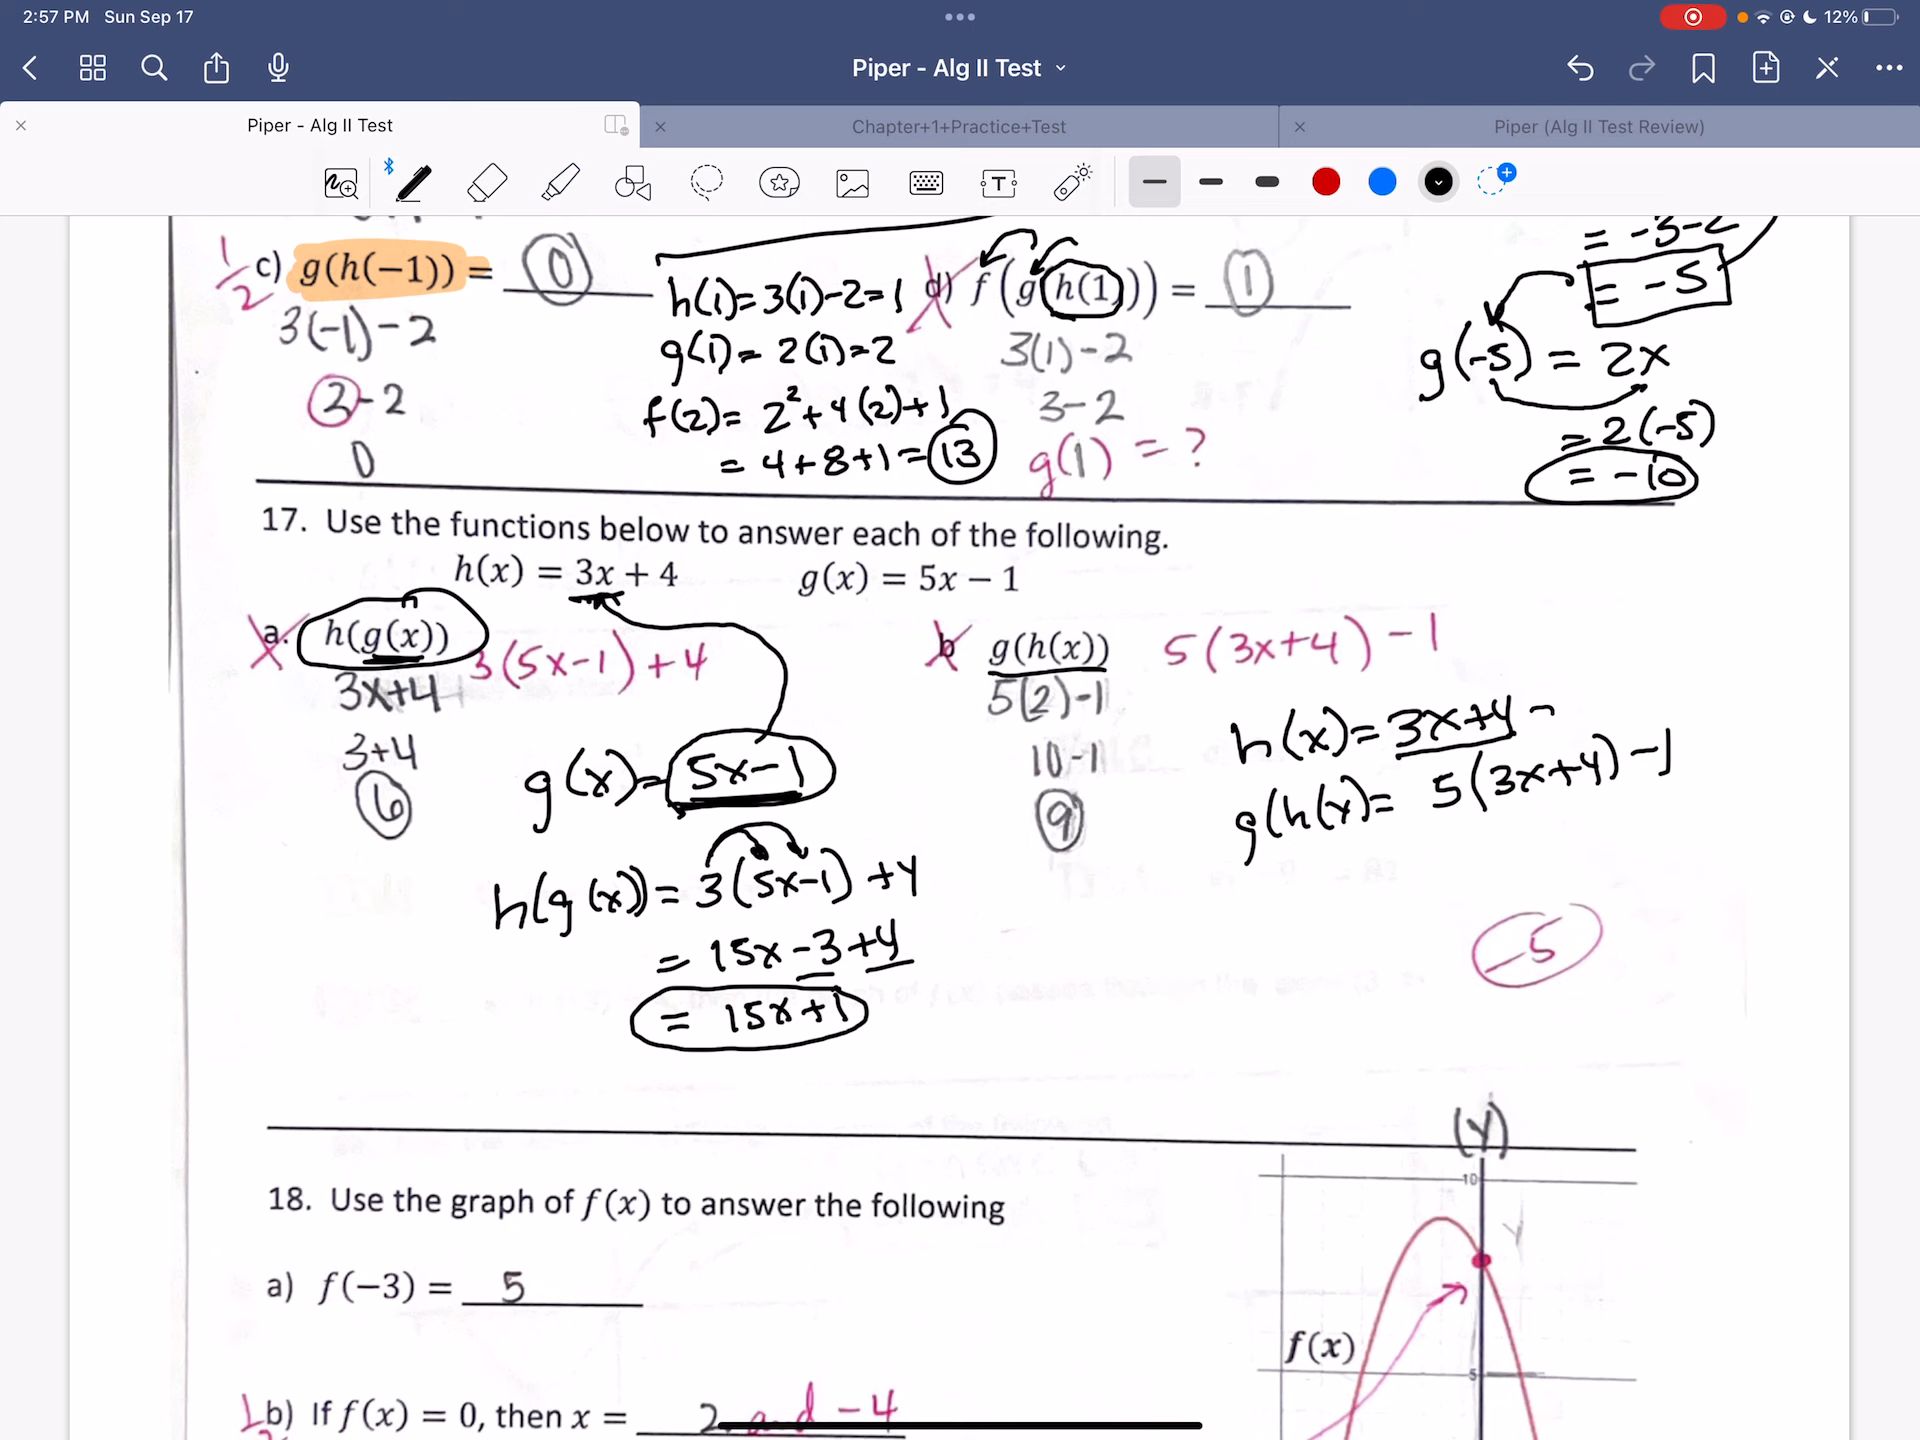 2:57 PM Sun Sep 17
12%
Piper - Alg II Test
Piper - Alg II Test
Chapter+1+Practice+Test
Piper (Alg II Test Review)
1/2 c) g(h(−1)) = 0
3(-1)-2
3-2
0
h(1)=3(1)-2=1
g(1)=2(1)=2
f(2)= 2²+4(2)+1
= 4+8+1=13
d) f(g(h(1))) = 1
3(1)-2
3-2
g(1) = ?
= -3-2
= -5
g(-5) = 2x
= 2(-5)
= -10
17. Use the functions below to answer each of the following.
h(x) = 3x + 4 g(x) = 5x − 1
a. h(g(x)) 3(5x-1)+4
3x+4
3+4
6
g(x)= 5x-1
h(g(x))= 3(5x-1)+4
= 15x-3+4
= 15x+1
b g(h(x)) 5(3x+4)-1
5(2)-1
10-1
9
h(x)= 3x+4
g(h(x)= 5(3x+4)-1
-5
18. Use the graph of f(x) to answer the following
a) f(−3) = 5
b) If f(x) = 0, then x = 2 and -4
(y)
10
y
f(x)
5